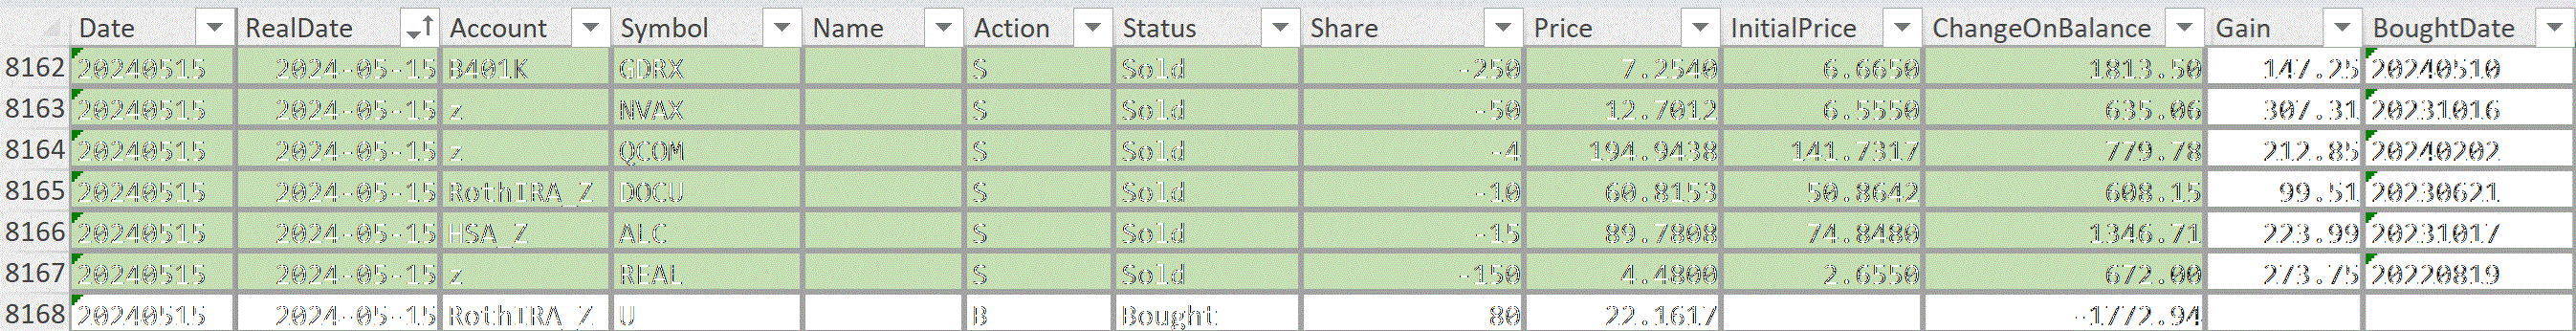 Date RealDate Account Symbol Name Action Status Share Price InitialPrice ChangeOnBalance Gain BoughtDate
8162 20240515 2024-05-15 B401K GDRX S Sold -250 7.2540 6.6650 1813.50 147.25 20240510
8163 20240515 2024-05-15 z NVAX S Sold -50 12.7012 6.5550 635.06 307.31 20231016
8164 20240515 2024-05-15 z QCOM S Sold -4 194.9438 141.7317 779.78 212.85 20240202
8165 20240515 2024-05-15 RothIRA_Z DOCU S Sold -10 60.8153 50.8642 608.15 99.51 20230621
8166 20240515 2024-05-15 HSA_Z ALC S Sold -15 89.7808 74.8480 1346.71 223.99 20231017
8167 20240515 2024-05-15 z REAL S Sold -150 4.4800 2.6550 672.00 273.75 20220819
8168 20240515 2024-05-15 RothIRA_Z U B Bought 80 22.1617 -1772.94